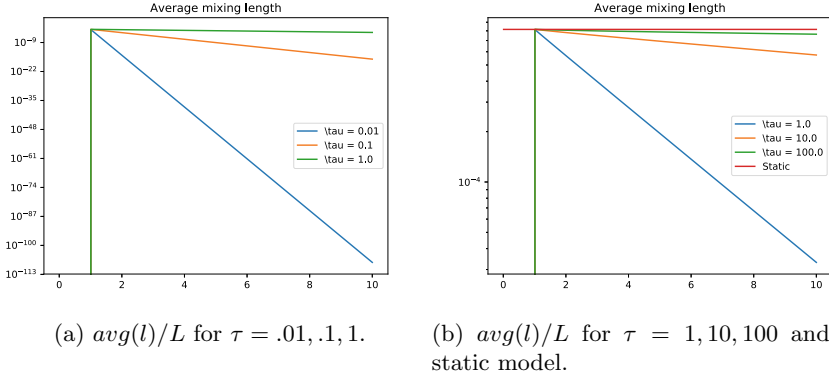 Average mixing length
10^-9
10^-22
10^-35
10^-48
10^-61
10^-74
10^-87
10^-100
10^-113
\tau = 0.01
\tau = 0.1
\tau = 1.0
0 2 4 6 8 10
(a) avg(l)/L for τ = .01, .1, 1.
Average mixing length
10^-4
\tau = 1.0
\tau = 10.0
\tau = 100.0
Static
0 2 4 6 8 10
(b) avg(l)/L for τ = 1, 10, 100 and
static model.